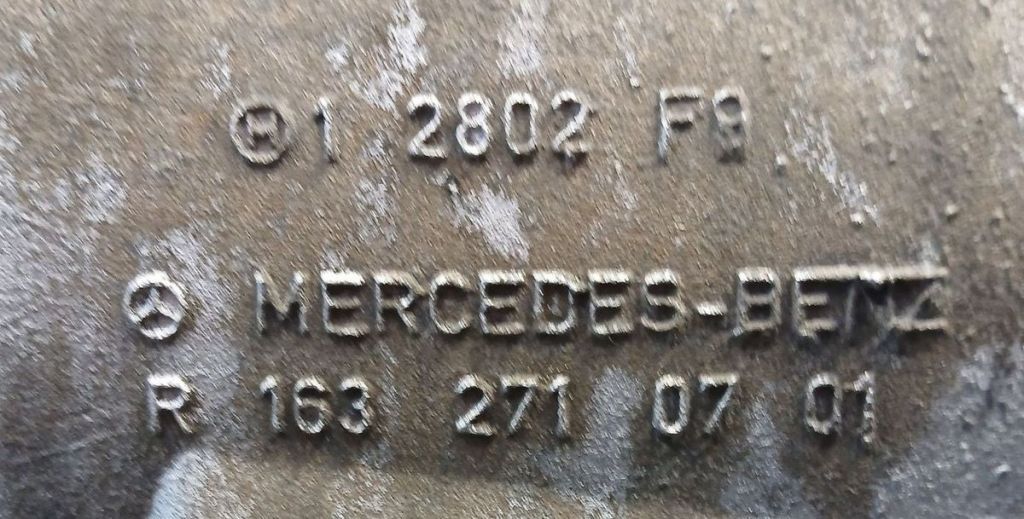 H 1 2802 F9
MERCEDES-BENZ
R 163 271 07 01